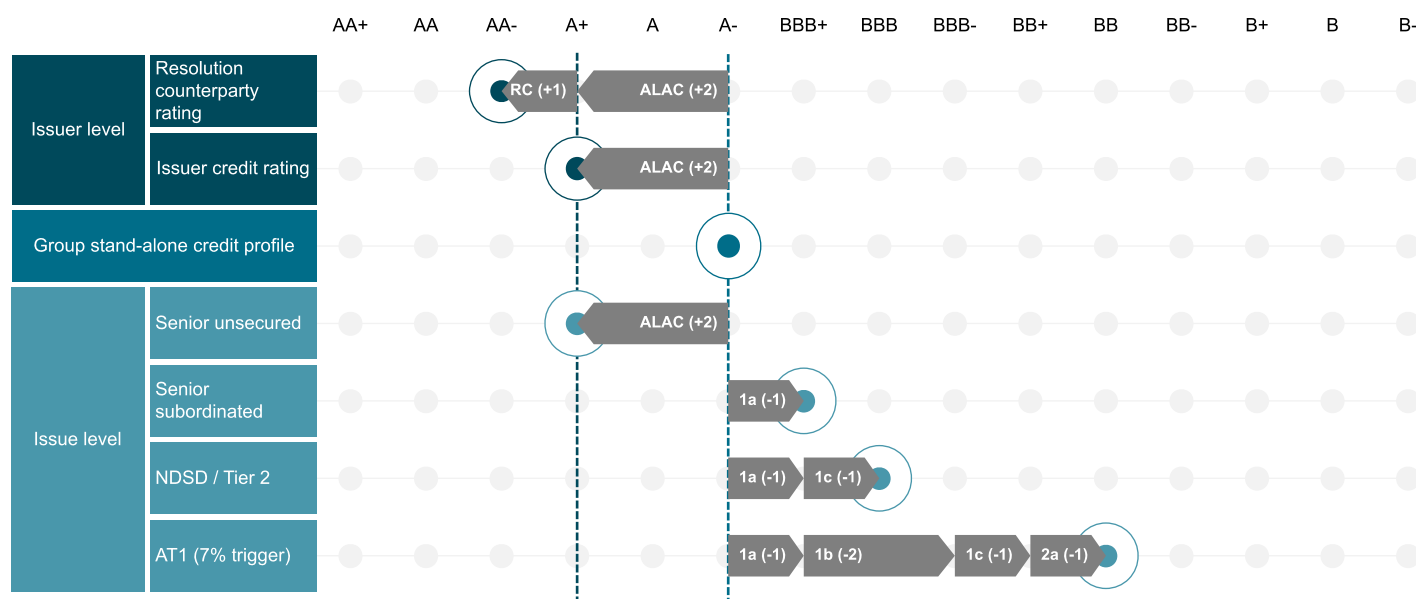 AA+ AA AA- A+ A A- BBB+ BBB BBB- BB+ BB BB- B+ B B-
Issuer level
Resolution
counterparty
rating
RC (+1) ALAC (+2)
Issuer credit rating
ALAC (+2)
Group stand-alone credit profile
Issue level
Senior unsecured
ALAC (+2)
Senior
subordinated
1a (-1)
NDSD / Tier 2
1a (-1) 1c (-1)
AT1 (7% trigger)
1a (-1) 1b (-2) 1c (-1) 2a (-1)